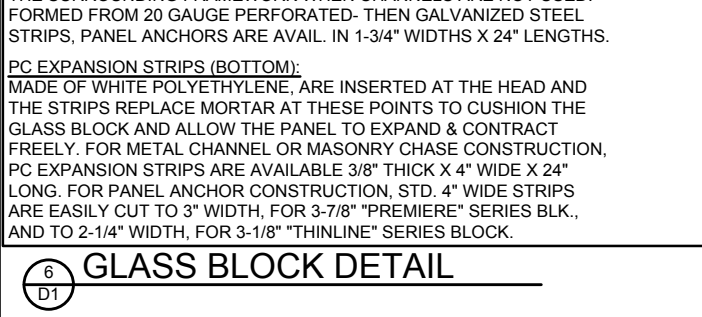 FORMED FROM 20 GAUGE PERFORATED- THEN GALVANIZED STEEL
STRIPS, PANEL ANCHORS ARE AVAIL. IN 1-3/4" WIDTHS X 24" LENGTHS.
PC EXPANSION STRIPS (BOTTOM):
MADE OF WHITE POLYETHYLENE, ARE INSERTED AT THE HEAD AND
THE STRIPS REPLACE MORTAR AT THESE POINTS TO CUSHION THE
GLASS BLOCK AND ALLOW THE PANEL TO EXPAND & CONTRACT
FREELY. FOR METAL CHANNEL OR MASONRY CHASE CONSTRUCTION,
PC EXPANSION STRIPS ARE AVAILABLE 3/8" THICK X 4" WIDE X 24"
LONG. FOR PANEL ANCHOR CONSTRUCTION, STD. 4" WIDE STRIPS
ARE EASILY CUT TO 3" WIDTH, FOR 3-7/8" "PREMIERE" SERIES BLK.,
AND TO 2-1/4" WIDTH, FOR 3-1/8" "THINLINE" SERIES BLOCK.
6 GLASS BLOCK DETAIL
D1